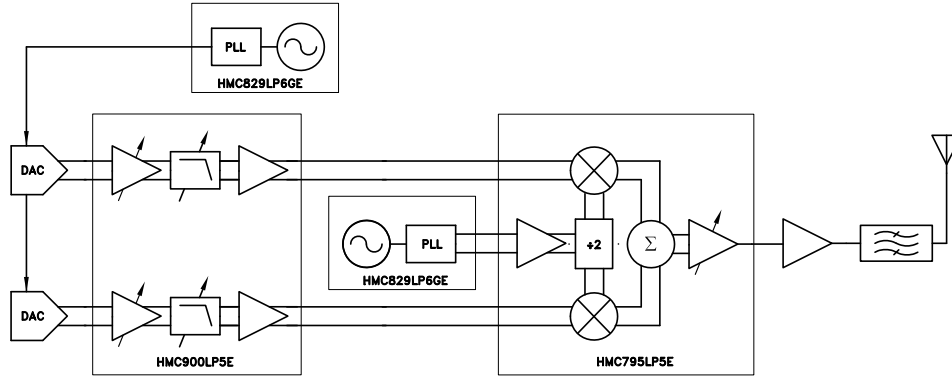 PLL
HMC829LP6GE
DAC
PLL
÷2
Σ
HMC829LP6GE
DAC
HMC900LP5E
HMC795LP5E